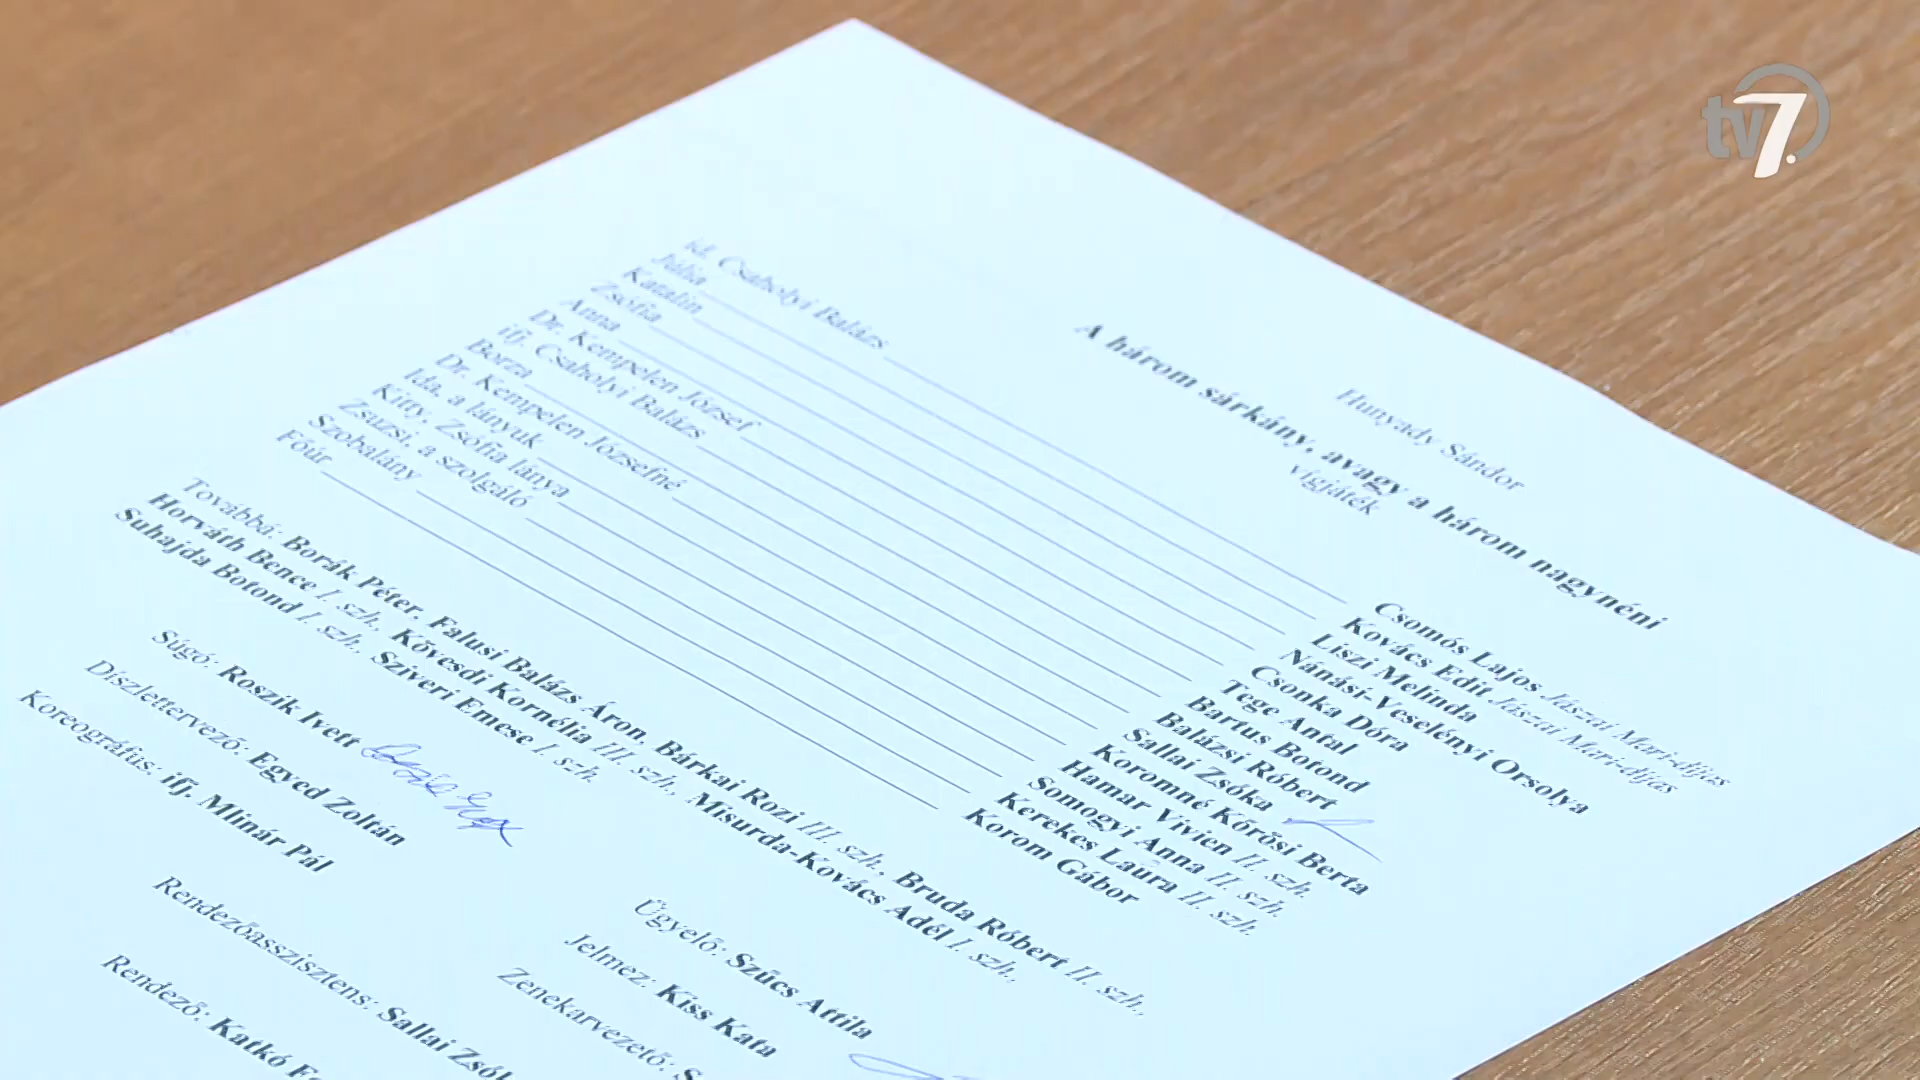 tv7
Hunyady Sándor
A három sárkány, avagy a három nagynéni
vígjáték
id. Csaholyi Balázs Csomós Lajos Jászai Mari-díjas
Júlia Kovács Edit Jászai Mari-díjas
Katalin Liszi Melinda
Zsófia Nánási-Veselényi Orsolya
Anna Csonka Dóra
Dr. Kempelen József Tege Antal
ifj. Csaholyi Balázs Bartus Botond
Borza Balázsi Róbert
Dr. Kempelen Józsefné Sallai Zsóka
Ida, a lányuk Koromné Kőrösi Berta
Kitty, Zsófia lánya Hamar Vivien II. szh.
Zsuzsi, a szolgáló Somogyi Anna II. szh.
Szobalány Kerekes Laura II. szh.
Főúr Korom Gábor
Továbbá: Borák Péter, Falusi Balázs Áron, Bárkai Rozi III. szh., Bruda Róbert II. szh.,
Horváth Bence I. szh., Kövesdi Kornélia III. szh., Misurda-Kovács Adél I. szh.,
Suhajda Botond I. szh., Sziveri Emese I. szh.
Súgó: Roszik Ivett
Ügyelő: Szűcs Attila
Díszlettervező: Egyed Zoltán
Jelmez: Kiss Kata
Koreográfus: ifj. Mlinár Pál
Zenekarvezető: S
Rendezőasszisztens: Sallai Zsók
Rendező: Katkó Fe